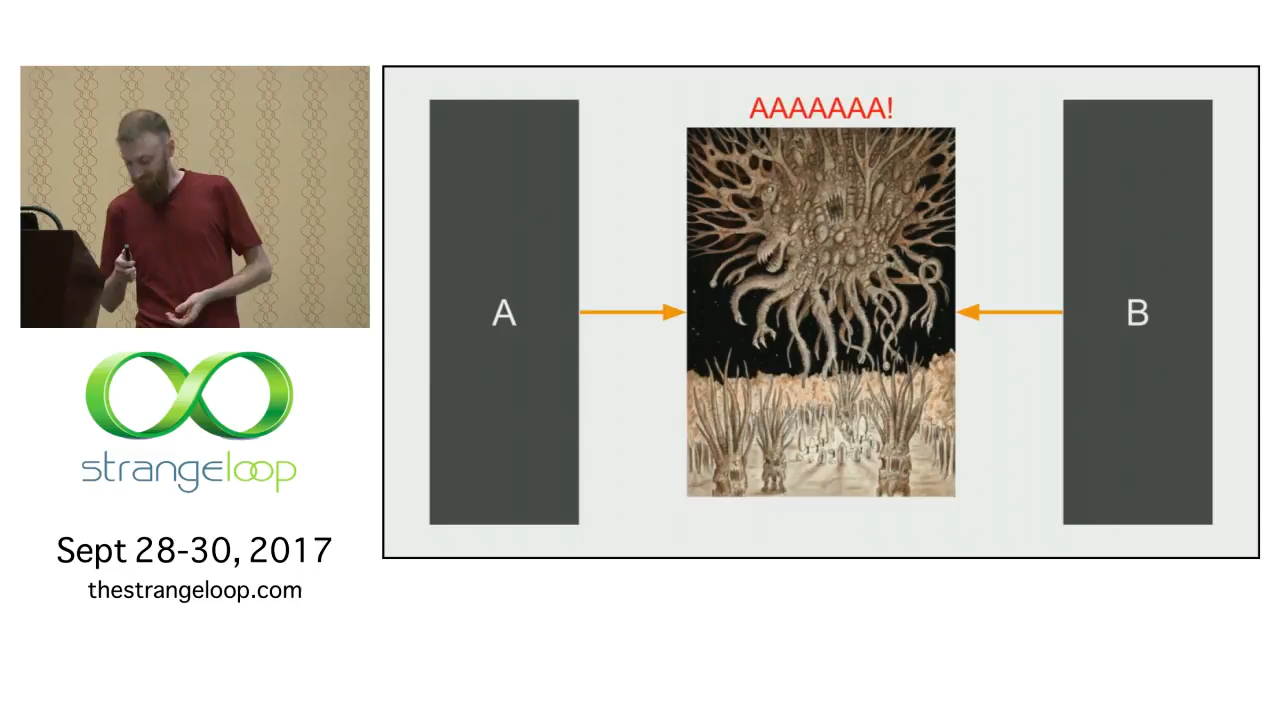 strangeloop
Sept 28-30, 2017
thestrangeloop.com
AAAAAAA!
A
B